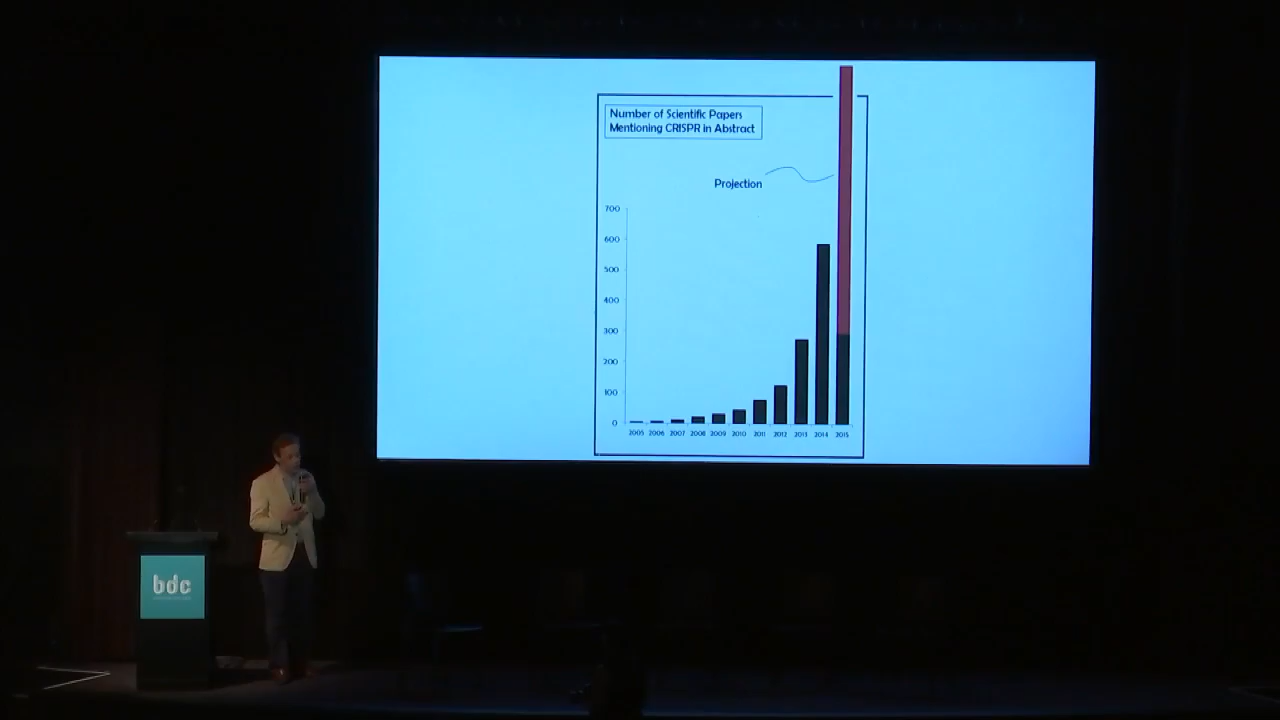 Number of Scientific Papers
Mentioning CRISPR in Abstract
Projection
700
600
500
400
300
200
100
0
2005 2006 2007 2008 2009 2010 2011 2012 2013 2014 2015
bdc